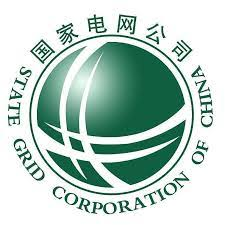 国家电网公司
STATE GRID CORPORATION OF CHINA